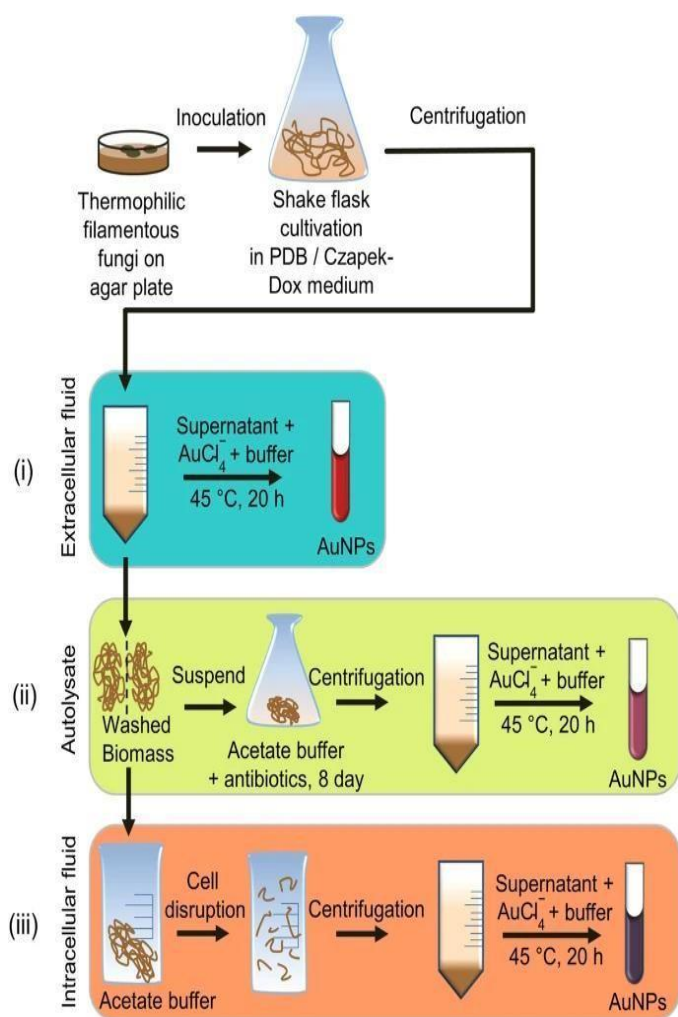 Inoculation
Centrifugation
Thermophilic
filamentous
fungi on
agar plate
Shake flask
cultivation
in PDB / Czapek-
Dox medium
(i)
Extracellular fluid
Supernatant +
AuCl₄⁻ + buffer
45 °C, 20 h
AuNPs
(ii)
Autolysate
Washed
Biomass
Suspend
Acetate buffer
+ antibiotics, 8 day
Centrifugation
Supernatant +
AuCl₄⁻ + buffer
45 °C, 20 h
AuNPs
(iii)
Intracellular fluid
Acetate buffer
Cell
disruption
Centrifugation
Supernatant +
AuCl₄⁻ + buffer
45 °C, 20 h
AuNPs